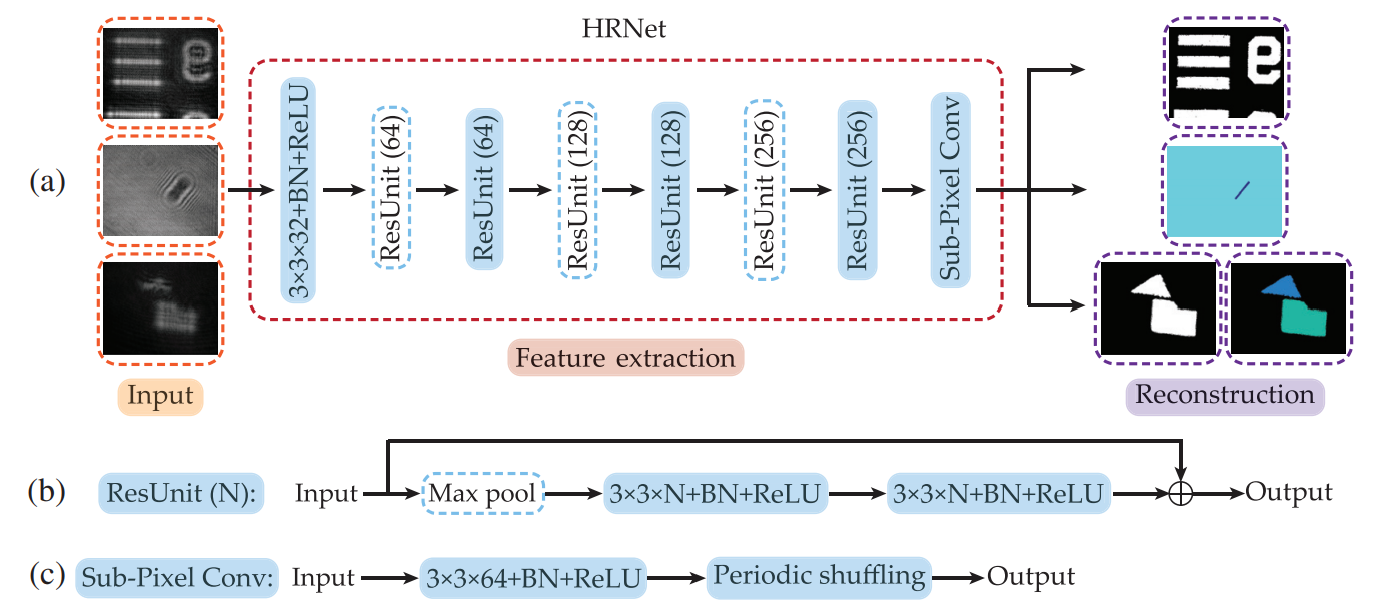 HRNet
(a)
3×3×32+BN+ReLU
ResUnit (64)
ResUnit (64)
ResUnit (128)
ResUnit (128)
ResUnit (256)
ResUnit (256)
Sub-Pixel Conv
9
9
Feature extraction
Input
Reconstruction
(b) ResUnit (N): Input Max pool 3×3×N+BN+ReLU 3×3×N+BN+ReLU Output
(c) Sub-Pixel Conv: Input 3×3×64+BN+ReLU Periodic shuffling Output